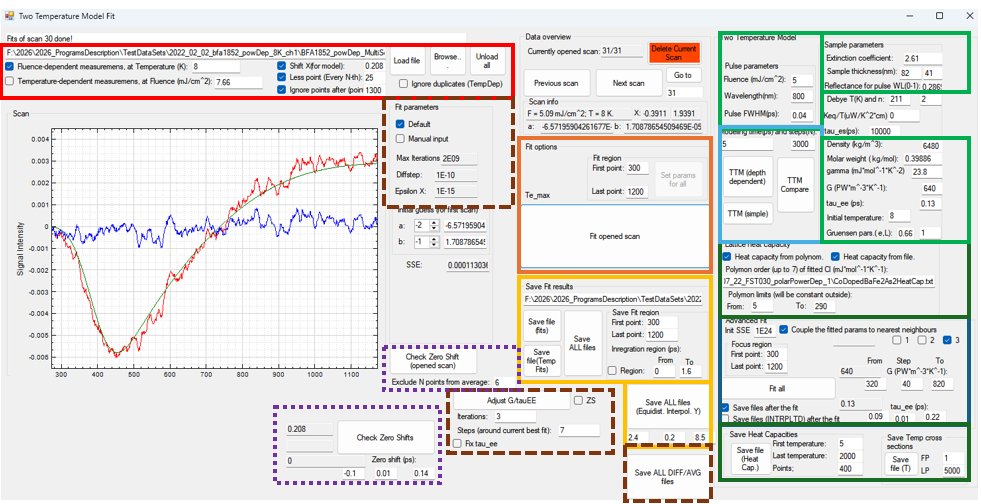 Two Temperature Model Fit
Fits of scan 30 done!
F:\2026\2026_ProgramsDescription\TestDataSets\2022_02_02_bfa1852_powDep_8K_ch1\BFA1852_powDep_MultiSc
Fluence-dependent measurements, at Temperature (K): 8
Temperature-dependent measurements, at Fluence (mJ/cm^2): 7.66
Shift X(for model): 0.208
Less point (Every N-th): 25
Ignore points after (poin 1300
Load file
Browse..
Unload all
Ignore duplicates (TempDep)
Scan
Signal Intensity
0.004
0.003
0.002
0.001
0
-0.001
-0.002
-0.003
-0.004
-0.005
-0.006
300 400 500 600 700 800 900 1000 1100
Fit parameters
Default
Manual input
Max Iterations 2E09
Diffstep: 1E-10
Epsilon X: 1E-15
Initial guess (for first scan)
a: -2 -6.57195904
b: -1 1.708786545
SSE: 0.000113036
Check Zero Shift (opened scan)
Exclude N points from average: 6
0.208
0
Check Zero Shifts
Zero shift (ps):
-0.1 0.01 0.14
Adjust G/tauEE
ZS
Iterations: 3
Steps (around current best fit): 7
Fix tau_ee
Data overview
Currently opened scan: 31/31
Delete Current Scan
Previous scan
Next scan
Go to
31
Scan info
F = 5.09 mJ/cm^2; T = 8 K. X: -0.3911 1.9391
a: -6.57195904261677E- b: 1.70878654509469E-05
Fit options
Fit region
First point: 300
Last point: 1200
Set params for all
Te_max
Fit opened scan
Save Fit results
F:\2026\2026_ProgramsDescription\TestDataSets\2022
Save file (fits)
Save file(Temp Fits)
Save ALL files
Save Fit region
First point: 300
Last point: 1200
Inregration region (ps):
From To
Region: 0 1.6
Save ALL files (Equidist. Interpol. Y)
2.4 0.2 8.5
Save ALL DIFF/AVG files
wo Temperature Model
Pulse parameters
Fluence (mJ/cm^2): 5
Wavelength(nm): 800
Pulse FWHM(ps): 0.04
Modeling time(ps) and steps(N):
5 3000
TTM (depth dependent)
TTM (simple)
TTM Compare
Sample parameters
Extinction coefficient: 2.61
Sample thickness(nm): 82 41
Reflectance for pulse WL(0-1): 0.2865
Debye T(K) and n: 211 2
Keq/T(uW/K^2*cm) 0
tau_es(ps): 10000
Density (kg/m^3): 6480
Molar weight (kg/mol): 0.39886
gamma (mJ*mol^-1*K^-2) 23.8
G (PW*m^-3*K^-1): 640
tau_ee (ps): 0.13
Initial temperature: 8
Gruensen pars.(e.L): 0.66 1
Lattice heat capacity
Heat capacity from polynom.
Heat capacity from file.
Polymon order (up to 7) of fitted Cl (mJ*mol^-1*K^-1):
I7_22_FST030_polarPowerDep_1\CoDopedBaFe2As2HeatCap.txt
Polymon limits (will be constant outside):
From: 5 To: 290
Advanced Fit
Init SSE 1E24
Couple the fitted params to nearest neighbours
1 2 3
Focus region
First point: 300
Last point: 1200
From Step To
640 G (PW*m^-3*K^-1):
320 40 820
Fit all
0.13 tau_ee (ps):
0.09 0.01 0.22
Save files after the fit
Save files (INTRPLTD) after the fit
Save Heat Capacities
Save file (Heat Cap.)
First temperature: 5
Last temperature: 2000
Points; 400
Save Temp cross sections
Save file (T)
FP 1
LP 5000